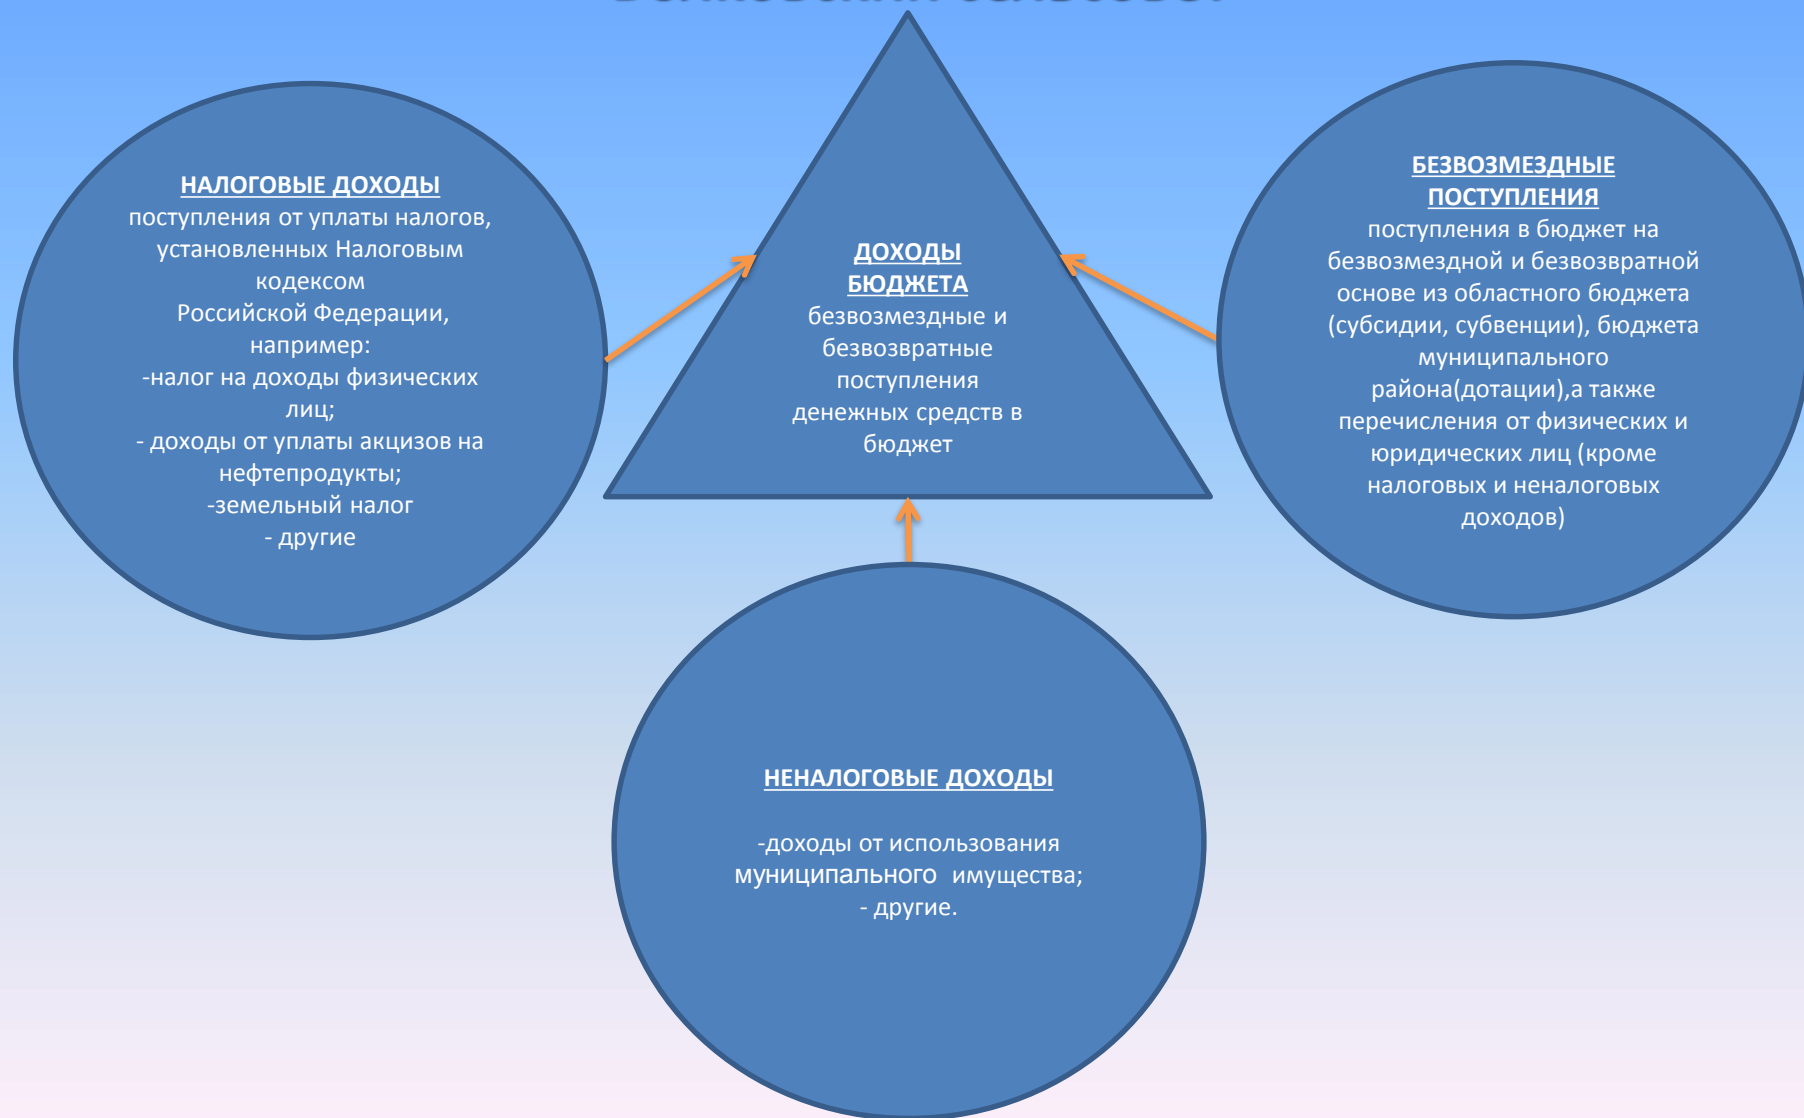 НАЛОГОВЫЕ ДОХОДЫ
поступления от уплаты налогов,
установленных Налоговым
кодексом
Российской Федерации,
например:
-налог на доходы физических
лиц;
- доходы от уплаты акцизов на
нефтепродукты;
-земельный налог
- другие
ДОХОДЫ
БЮДЖЕТА
безвозмездные и
безвозвратные
поступления
денежных средств в
бюджет
БЕЗВОЗМЕЗДНЫЕ
ПОСТУПЛЕНИЯ
поступления в бюджет на
безвозмездной и безвозвратной
основе из областного бюджета
(субсидии, субвенции), бюджета
муниципального
района(дотации),а также
перечисления от физических и
юридических лиц (кроме
налоговых и неналоговых
доходов)
НЕНАЛОГОВЫЕ ДОХОДЫ
-доходы от использования
муниципального  имущества;
- другие.